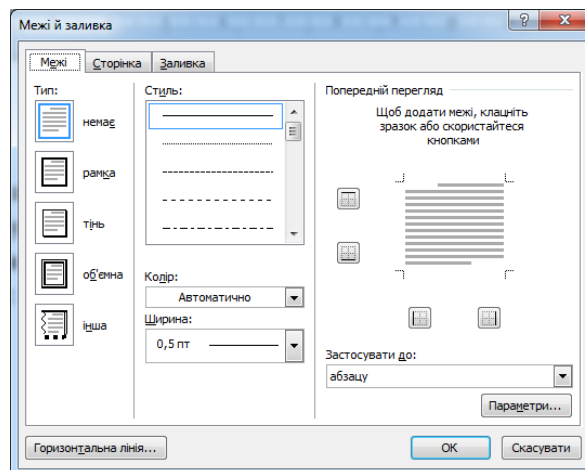 Межі й заливка
Межі
Сторінка
Заливка
Тип:
немає
рамка
тінь
об'ємна
інша
Стиль:
Колір:
Автоматично
Ширина:
0,5 пт
Попередній перегляд
Щоб додати межі, клацніть
зразок або скористайтеся
кнопками
Застосувати до:
абзацу
Параметри...
Горизонтальна лінія...
ОК
Скасувати